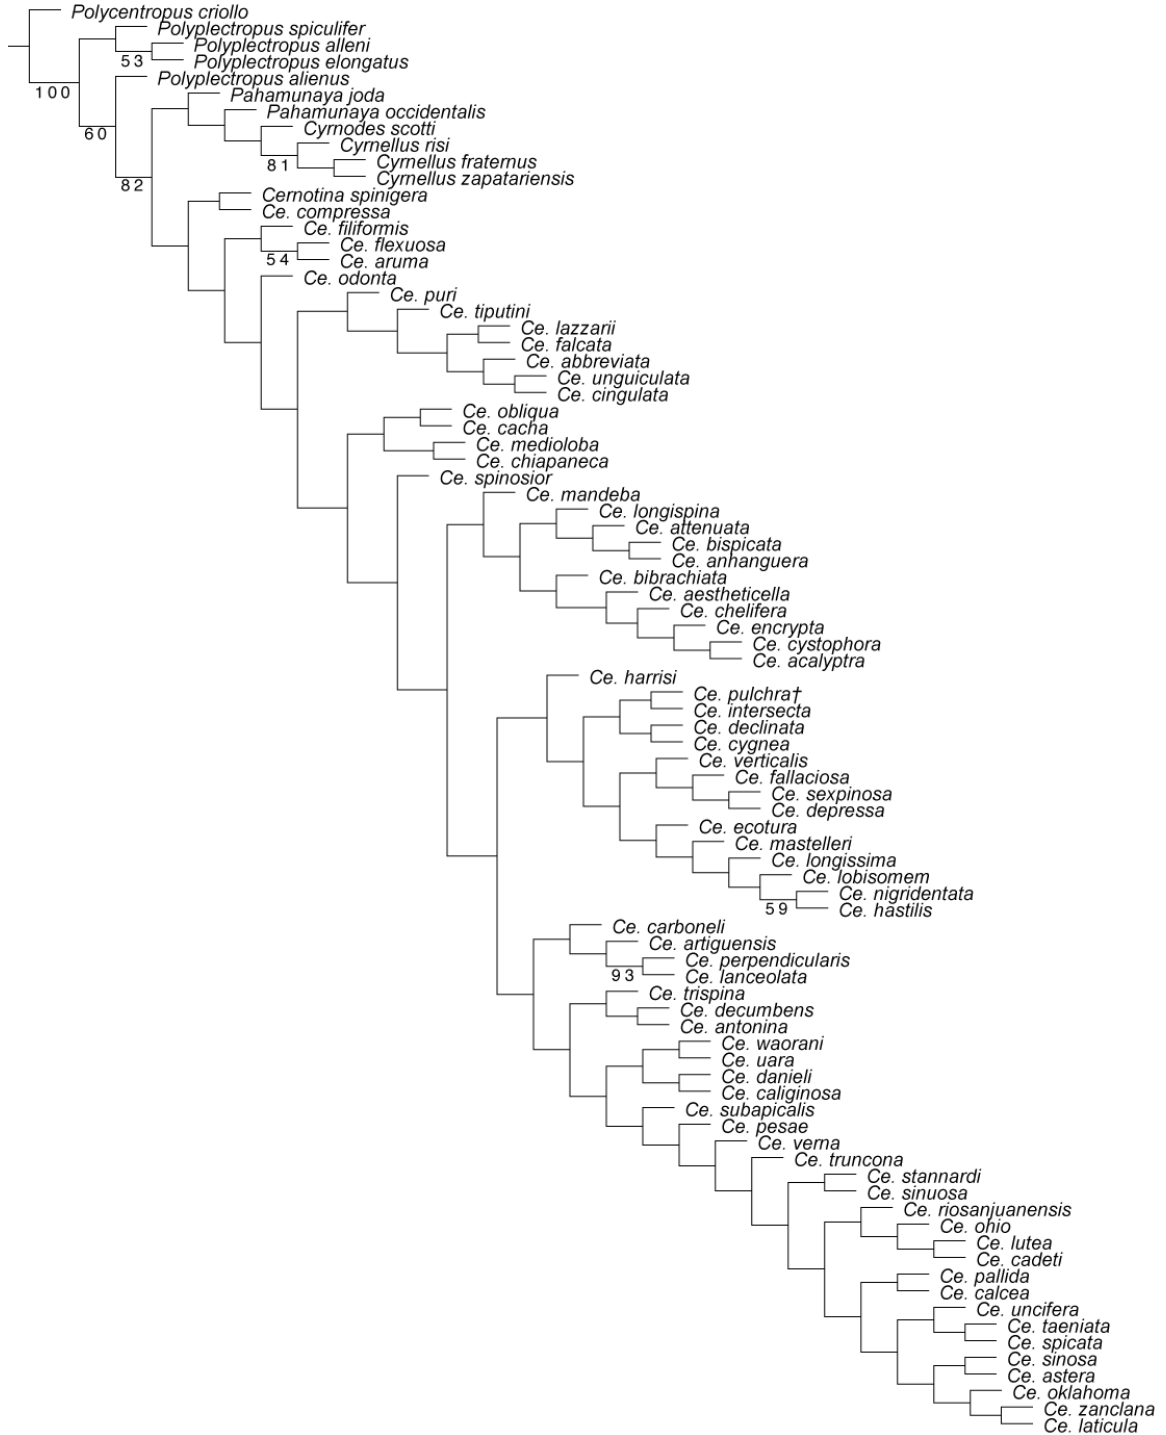 Polycentropus criollo
Polyplectropus spiculifer
Polyplectropus alleni
53
Polyplectropus elongatus
Polyplectropus alienus
100
Pahamunaya joda
Pahamunaya occidentalis
Cyrnodes scotti
60
Cyrnellus risi
Cyrnellus fraternus
81
Cyrnellus zapatariensis
82
Cernotina spinigera
Ce. compressa
Ce. filiformis
Ce. flexuosa
54
Ce. aruma
Ce. odonta
Ce. puri
Ce. tiputini
Ce. lazzarii
Ce. falcata
Ce. abbreviata
Ce. unguiculata
Ce. cingulata
Ce. obliqua
Ce. cacha
Ce. medioloba
Ce. chiapaneca
Ce. spinosior
Ce. mandeba
Ce. longispina
Ce. attenuata
Ce. bispicata
Ce. anhanguera
Ce. bibrachiata
Ce. aestheticella
Ce. chelifera
Ce. encrypta
Ce. cystophora
Ce. acalyptra
Ce. harrisi
Ce. pulchra†
Ce. intersecta
Ce. declinata
Ce. cygnea
Ce. verticalis
Ce. fallaciosa
Ce. sexpinosa
Ce. depressa
Ce. ecotura
Ce. mastelleri
Ce. longissima
Ce. lobisomem
Ce. nigridentata
59
Ce. hastilis
Ce. carboneli
Ce. artiguensis
Ce. perpendicularis
93
Ce. lanceolata
Ce. trispina
Ce. decumbens
Ce. antonina
Ce. waorani
Ce. uara
Ce. danieli
Ce. caliginosa
Ce. subapicalis
Ce. pesae
Ce. verna
Ce. truncona
Ce. stannardi
Ce. sinuosa
Ce. riosanjuanensis
Ce. ohio
Ce. lutea
Ce. cadeti
Ce. pallida
Ce. calcea
Ce. uncifera
Ce. taeniata
Ce. spicata
Ce. sinosa
Ce. astera
Ce. oklahoma
Ce. zanclana
Ce. laticula